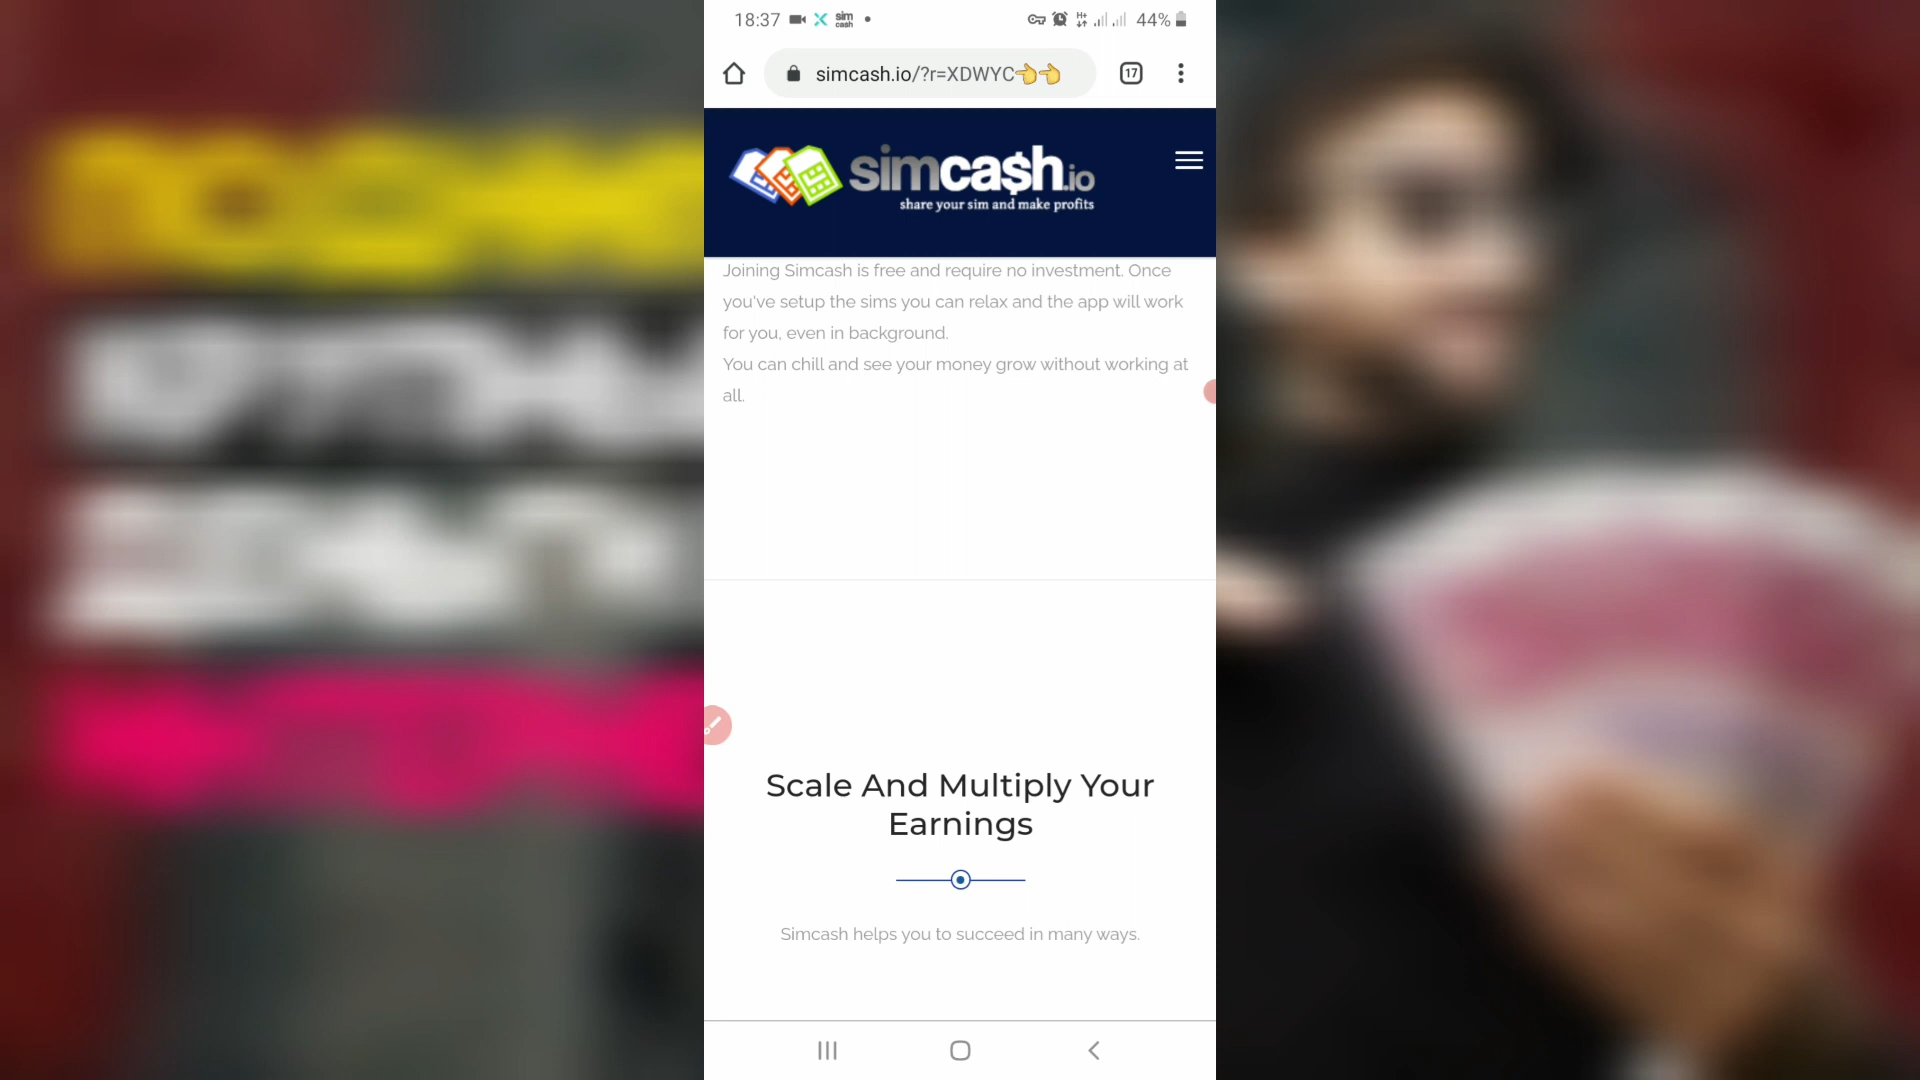 18:37
sim
cash
H+
44%
simcash.io/?r=XDWYC👈👈
17
simca$h.io
share your sim and make profits
Joining Simcash is free and require no investment. Once
you've setup the sims you can relax and the app will work
for you, even in background.
You can chill and see your money grow without working at
all.
Scale And Multiply Your
Earnings
Simcash helps you to succeed in many ways.